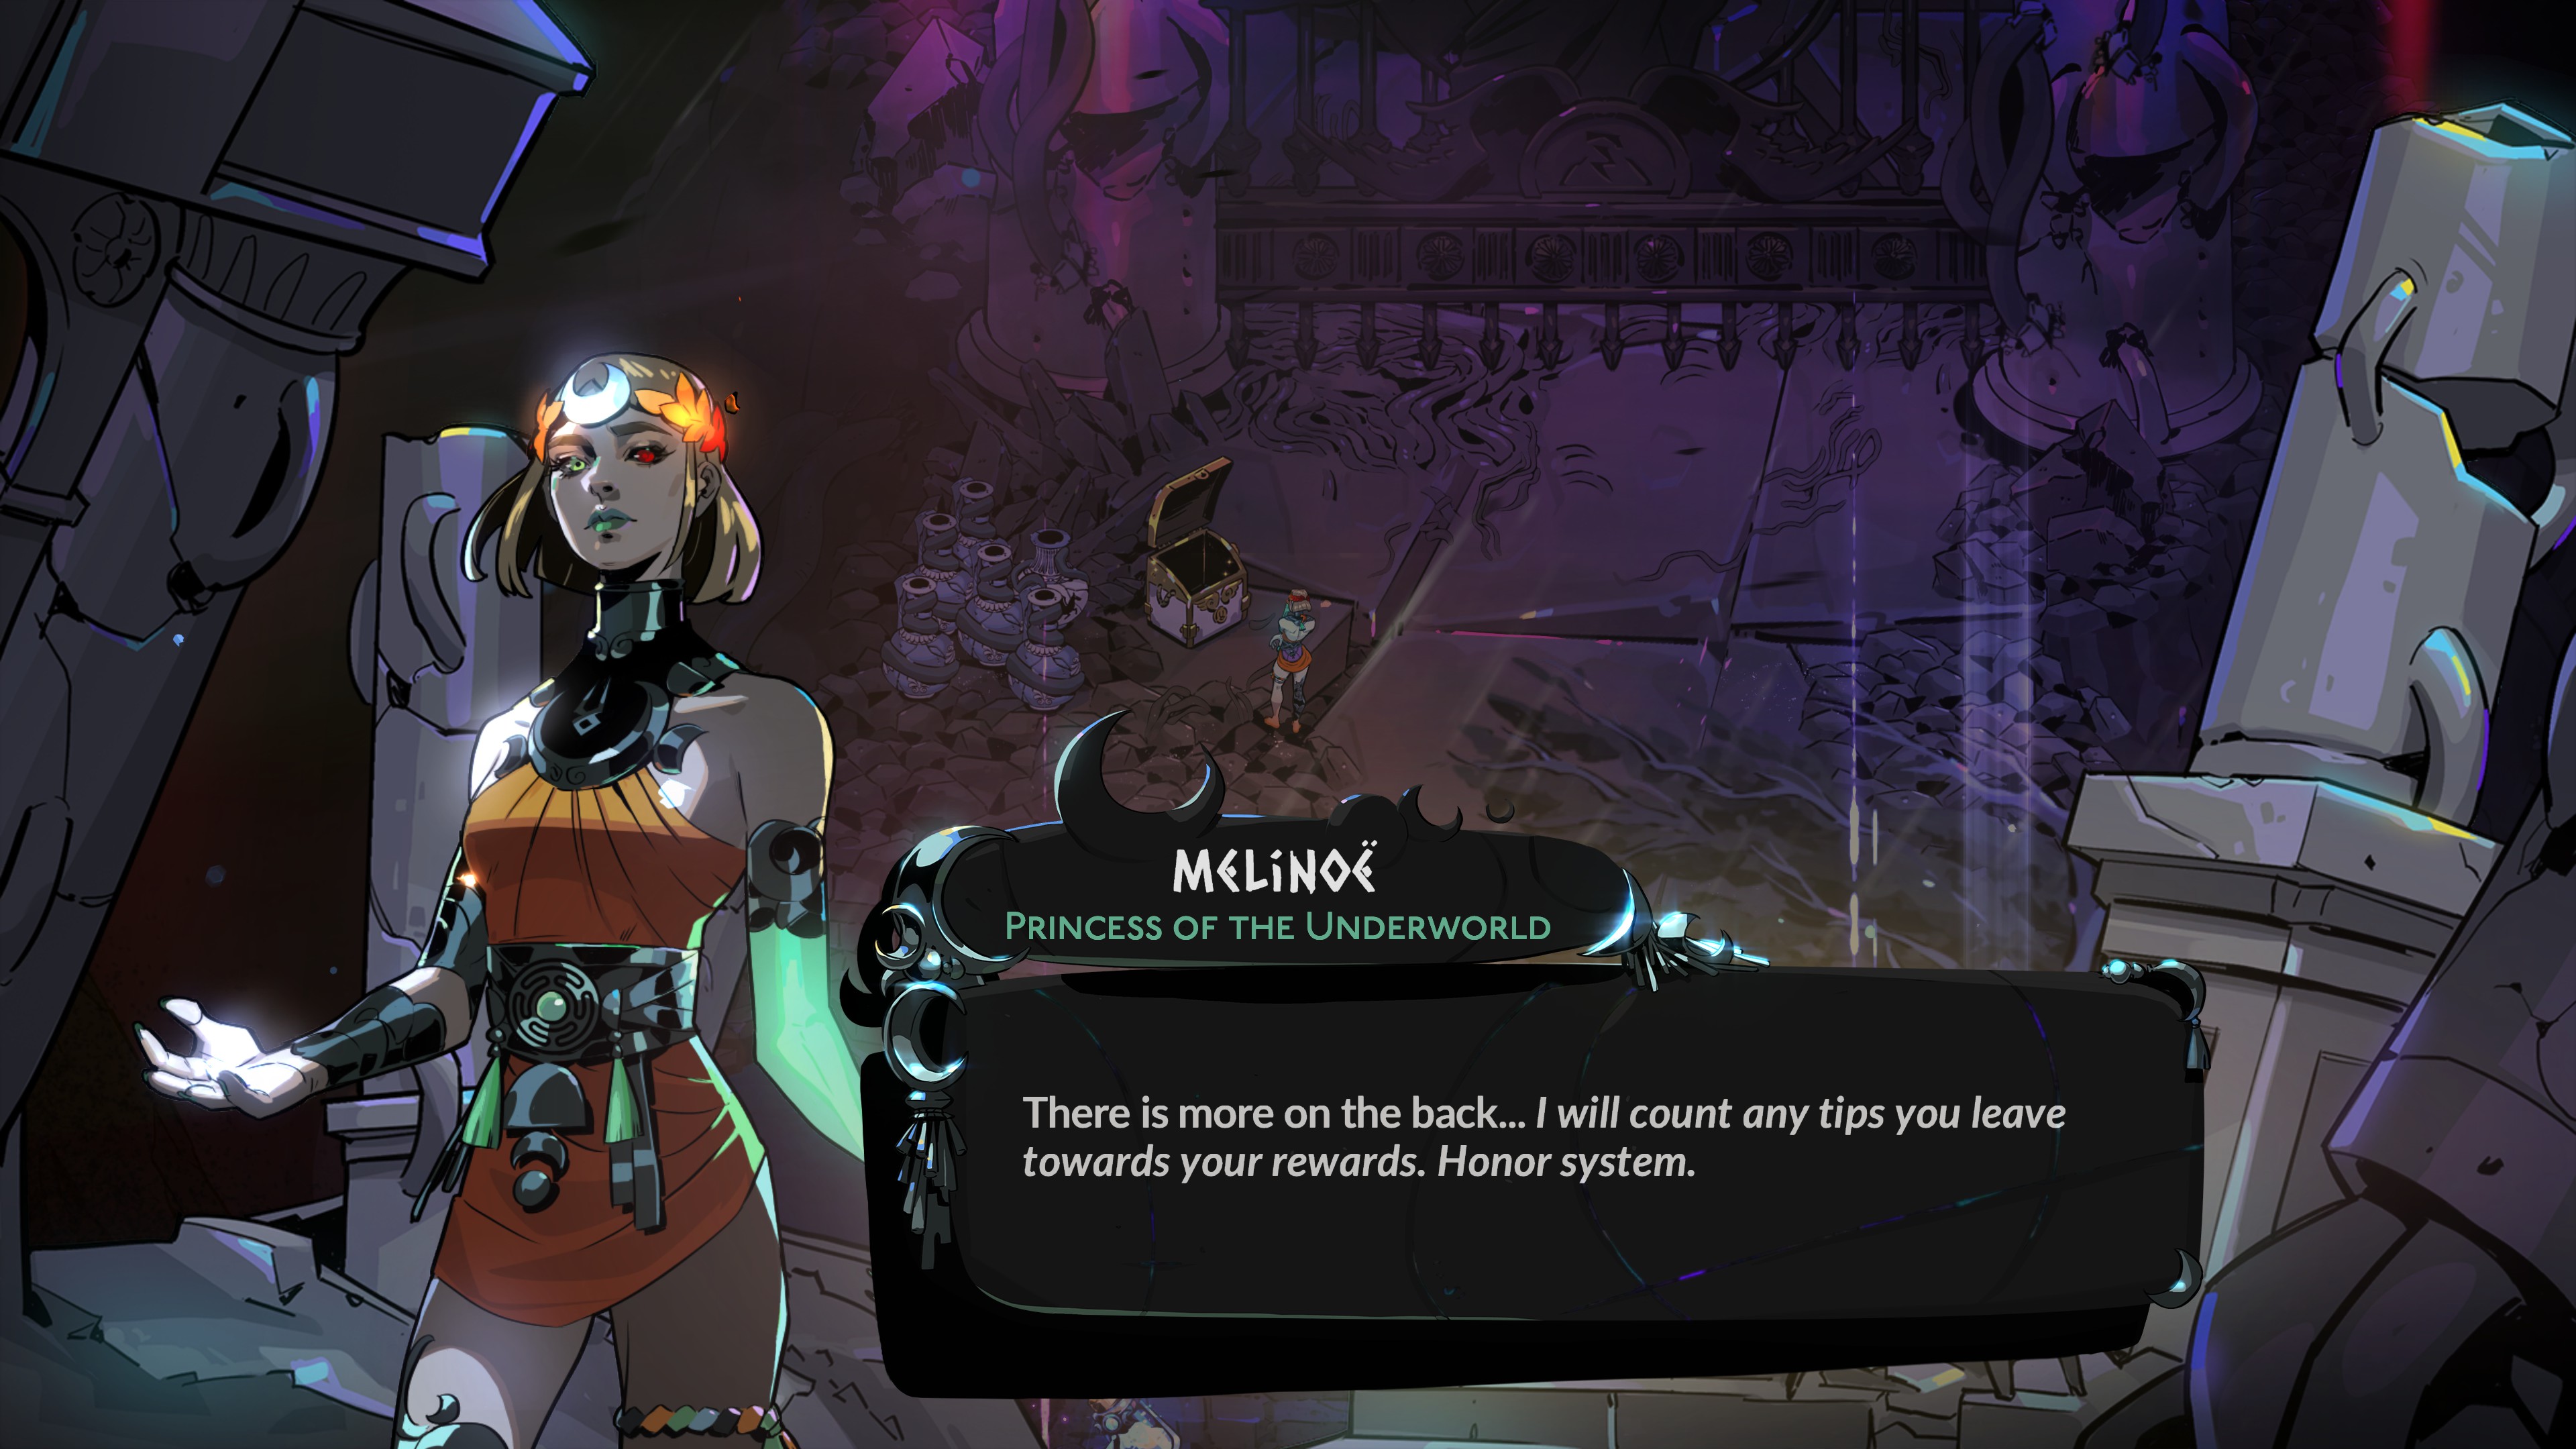 MELINOË
PRINCESS OF THE UNDERWORLD
There is more on the back... I will count any tips you leave
towards your rewards. Honor system.